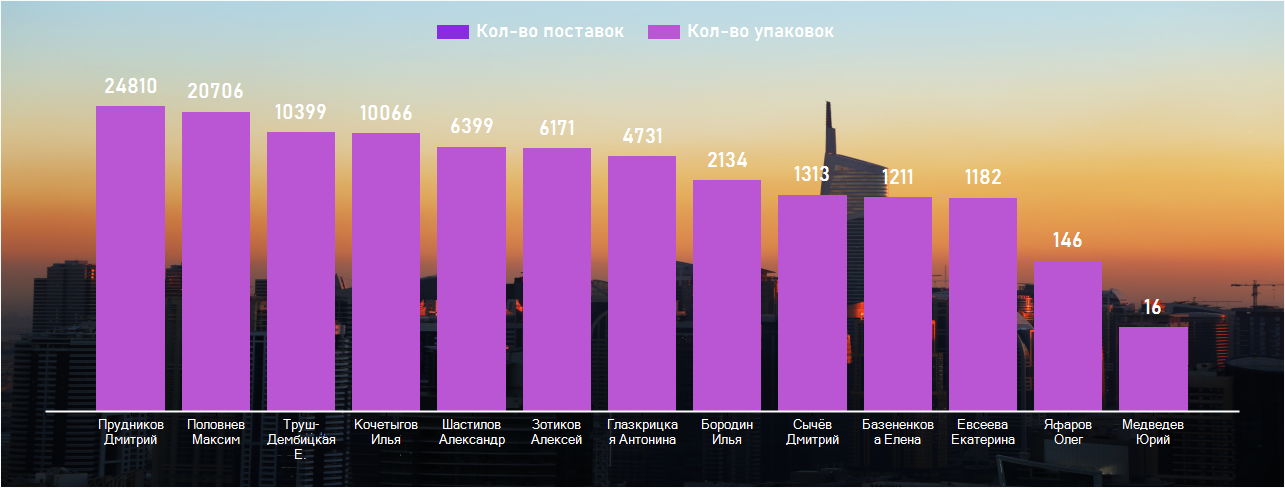 Кол-во поставок Кол-во упаковок
24810
20706
10399
10066
6399
6171
4731
2134
1313
1211
1182
146
16
Прудников
Дмитрий
Половнев
Максим
Труш-
Дембицкая
Е.
Кочетыгов
Илья
Шастилов
Александр
Зотиков
Алексей
Глазкрицка
я Антонина
Бородин
Илья
Сычёв
Дмитрий
Базененков
а Елена
Евсеева
Екатерина
Яфаров
Олег
Медведев
Юрий